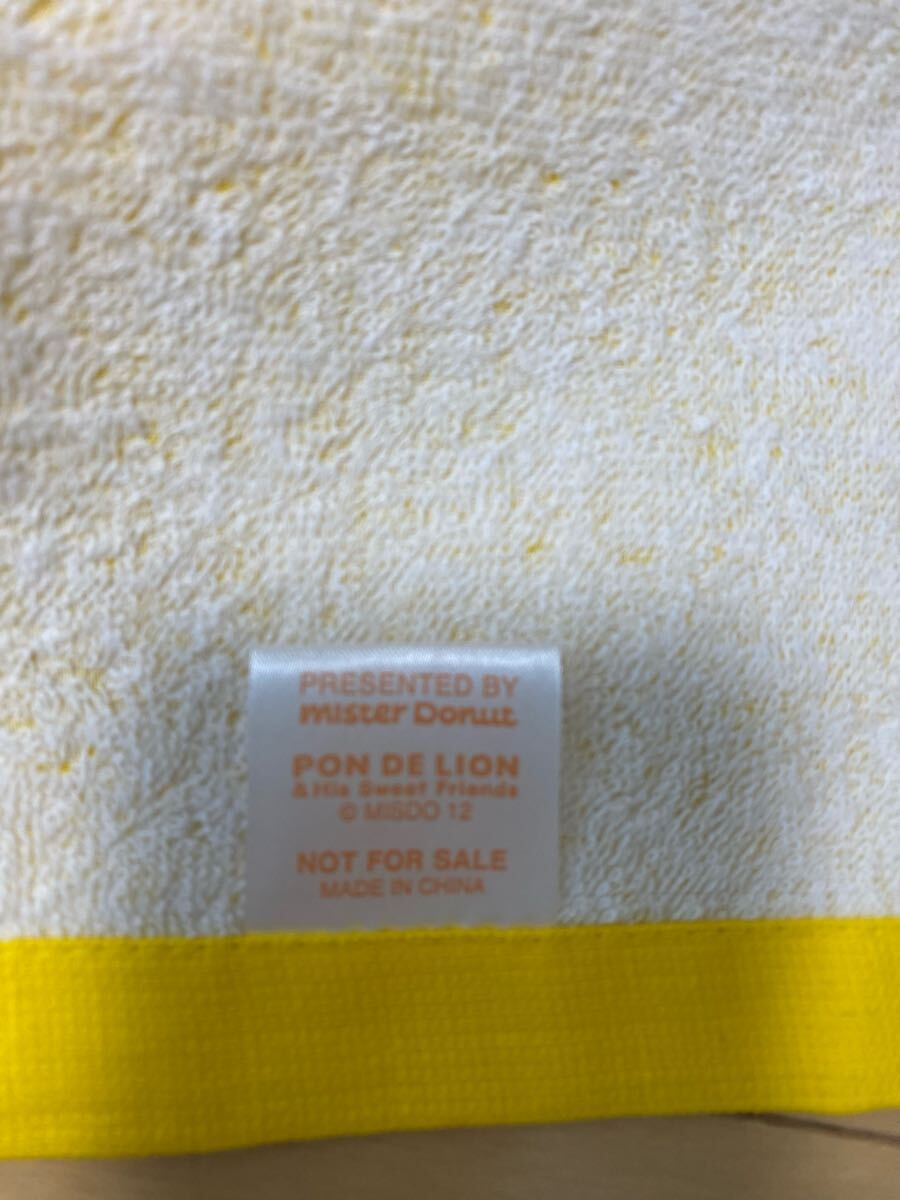 PRESENTED BY
mister Donut
PON DE LION
& His Sweet Friends
© MISDO 12
NOT FOR SALE
MADE IN CHINA